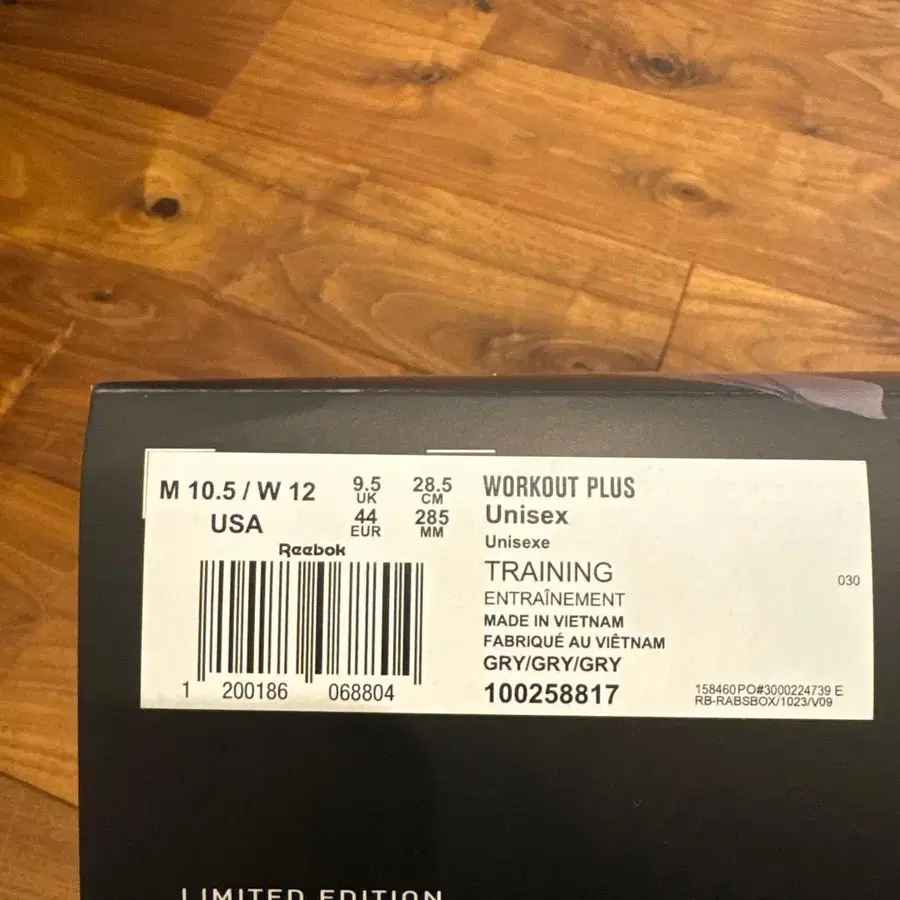 M 10.5 / W 12
USA
9.5
UK
44
EUR
28.5
CM
285
MM
Reebok
1 200186 068804
WORKOUT PLUS
Unisex
Unisexe
TRAINING
ENTRAÎNEMENT
MADE IN VIETNAM
FABRIQUÉ AU VIÊTNAM
GRY/GRY/GRY
100258817
030
158460PO#3000224739 E
RB-RABSBOX/1023/V09
LIMITED EDITION